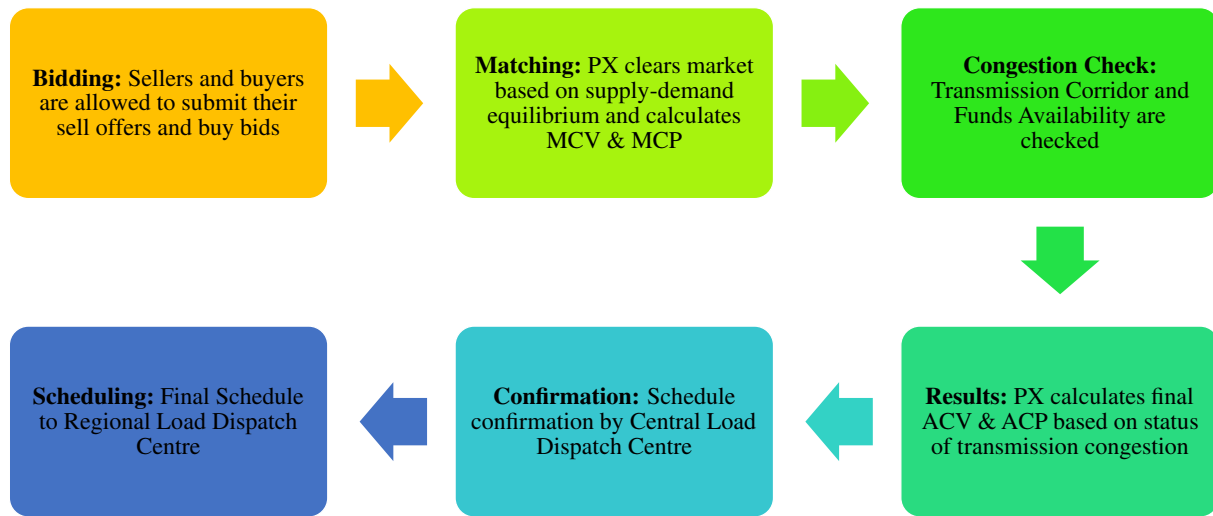 Bidding: Sellers and buyers
are allowed to submit their
sell offers and buy bids
Matching: PX clears market
based on supply-demand
equilibrium and calculates
MCV & MCP
Congestion Check:
Transmission Corridor and
Funds Availability are
checked
Results: PX calculates final
ACV & ACP based on status
of transmission congestion
Confirmation: Schedule
confirmation by Central Load
Dispatch Centre
Scheduling: Final Schedule
to Regional Load Dispatch
Centre